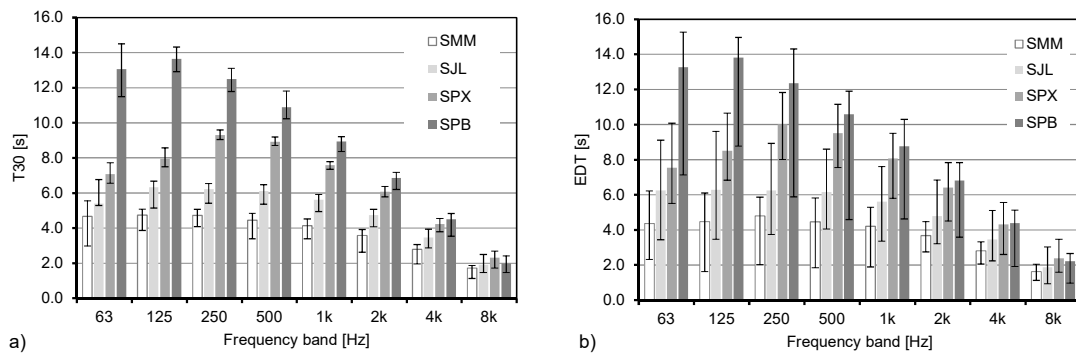 16.0
14.0
12.0
10.0
8.0
6.0
4.0
2.0
0.0
T30 [s]
SMM
SJL
SPX
SPB
63 125 250 500 1k 2k 4k 8k
Frequency band [Hz]
a)
16.0
14.0
12.0
10.0
8.0
6.0
4.0
2.0
0.0
EDT [s]
SMM
SJL
SPX
SPB
63 125 250 500 1k 2k 4k 8k
Frequency band [Hz]
b)